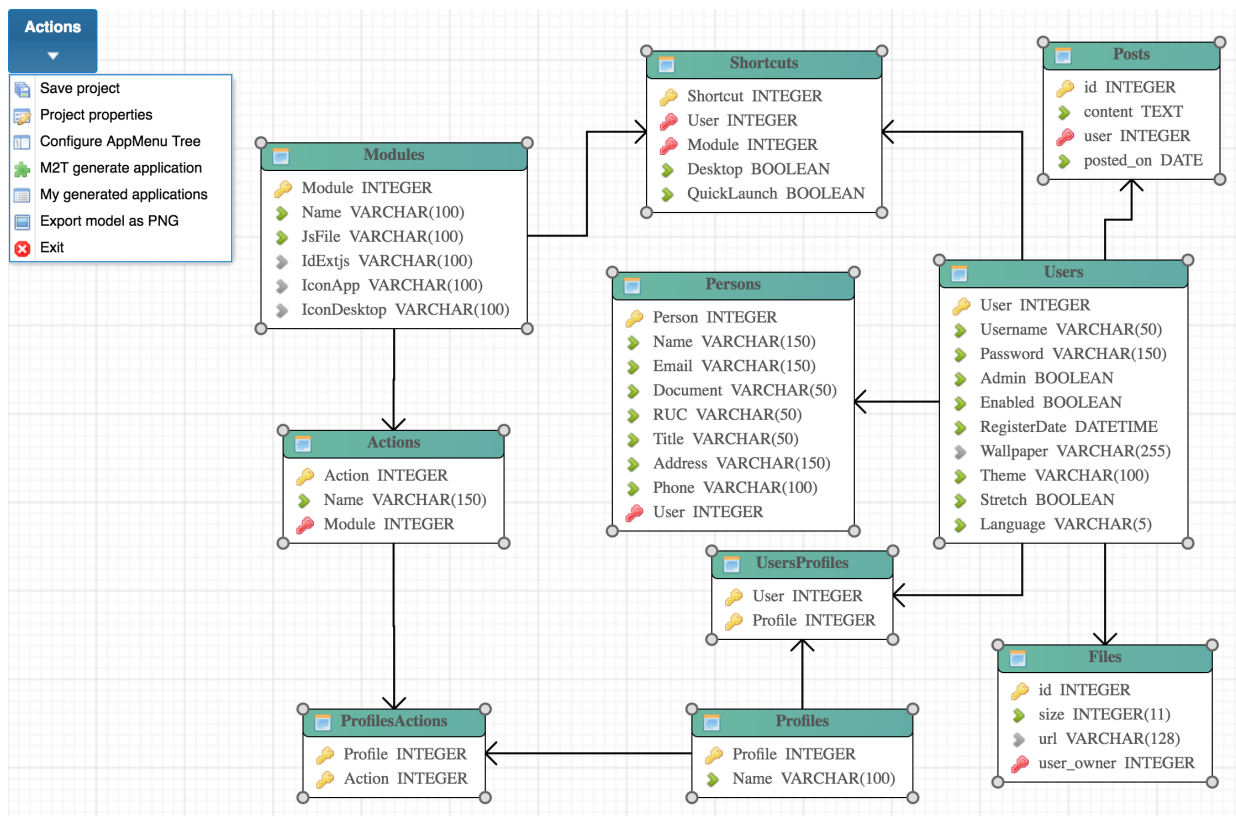 Actions
Save project
Project properties
Configure AppMenu Tree
M2T generate application
My generated applications
Export model as PNG
Exit
Modules
Module INTEGER
Name VARCHAR(100)
JsFile VARCHAR(100)
IdExtjs VARCHAR(100)
IconApp VARCHAR(100)
IconDesktop VARCHAR(100)
Shortcuts
Shortcut INTEGER
User INTEGER
Module INTEGER
Desktop BOOLEAN
QuickLaunch BOOLEAN
Posts
id INTEGER
content TEXT
user INTEGER
posted_on DATE
Persons
Person INTEGER
Name VARCHAR(150)
Email VARCHAR(150)
Document VARCHAR(50)
RUC VARCHAR(50)
Title VARCHAR(50)
Address VARCHAR(150)
Phone VARCHAR(100)
User INTEGER
Users
User INTEGER
Username VARCHAR(50)
Password VARCHAR(150)
Admin BOOLEAN
Enabled BOOLEAN
RegisterDate DATETIME
Wallpaper VARCHAR(255)
Theme VARCHAR(100)
Stretch BOOLEAN
Language VARCHAR(5)
Actions
Action INTEGER
Name VARCHAR(150)
Module INTEGER
UsersProfiles
User INTEGER
Profile INTEGER
Files
id INTEGER
size INTEGER(11)
url VARCHAR(128)
user_owner INTEGER
ProfilesActions
Profile INTEGER
Action INTEGER
Profiles
Profile INTEGER
Name VARCHAR(100)